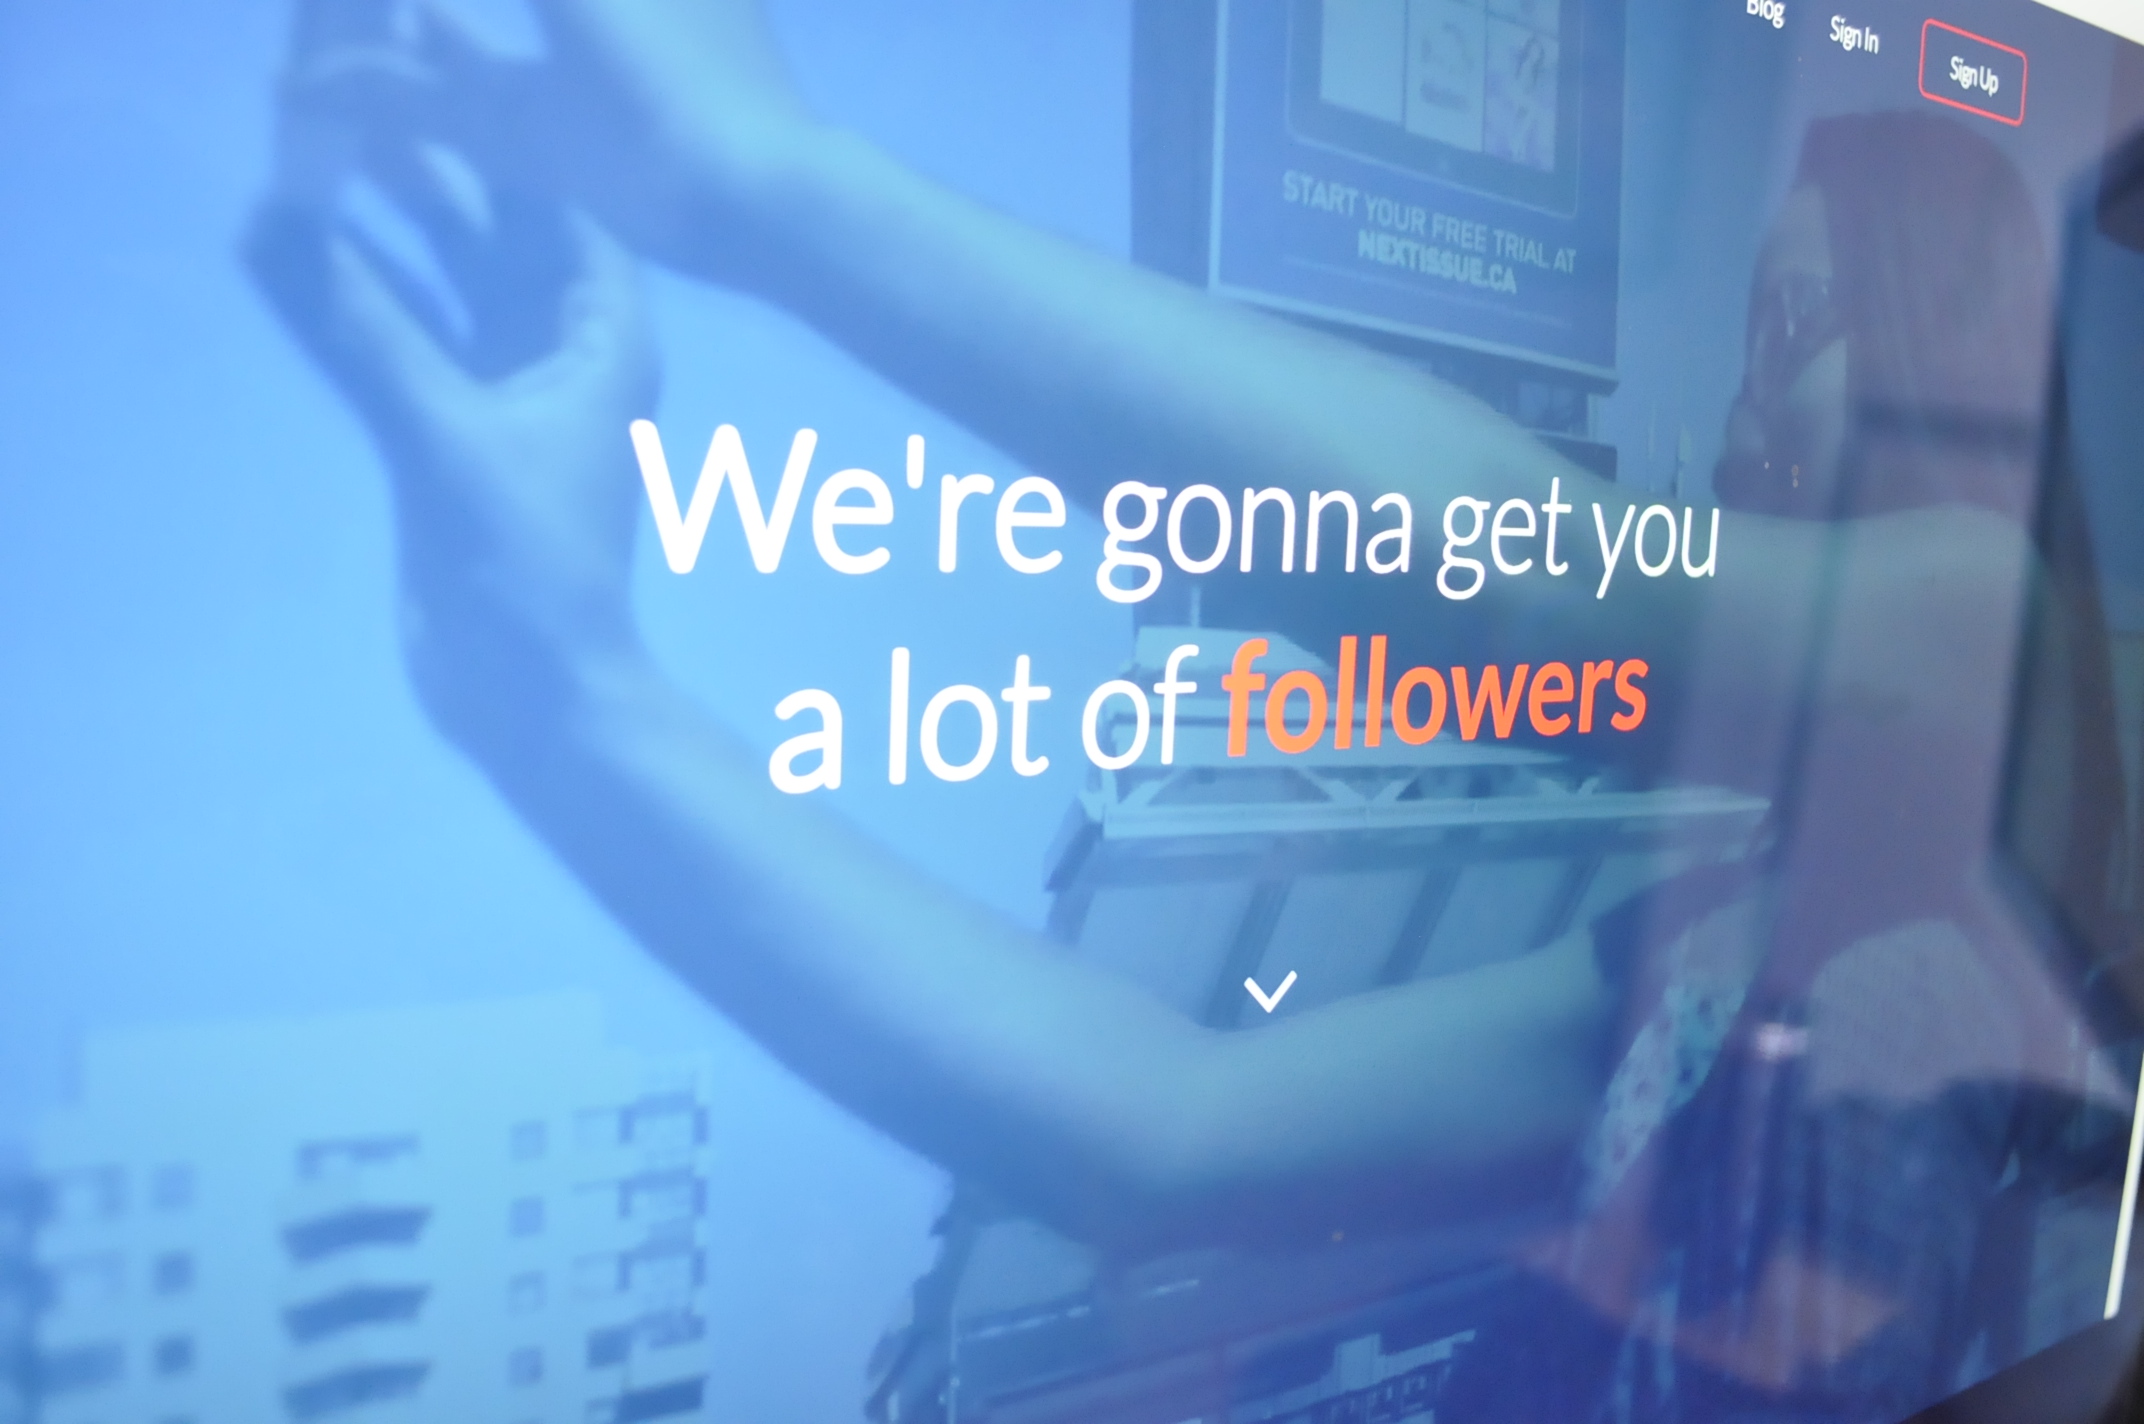 Blog
Sign In
Sign Up
START YOUR FREE TRIAL AT
NEXTISSUE.CA
We're gonna get you
a lot of followers